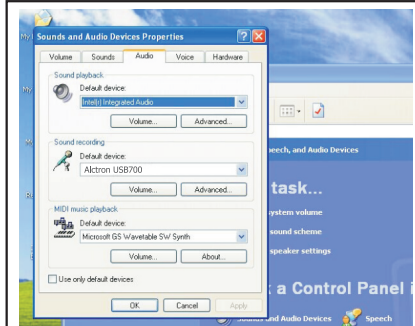 Sounds and Audio Devices Properties
Volume Sounds Audio Voice Hardware
Sound playback
Default device:
Intel(r) Integrated Audio
Volume... Advanced...
Sound recording
Default device:
Alctron USB700
Volume... Advanced...
MIDI music playback
Default device:
Microsoft GS Wavetable SW Synth
Volume... About...
Use only default devices
OK Cancel Apply
peech, and Audio Devices
task...
ystem volume
sound scheme
speaker settings
a Control Panel i
Sounds and Audio Devices Speech